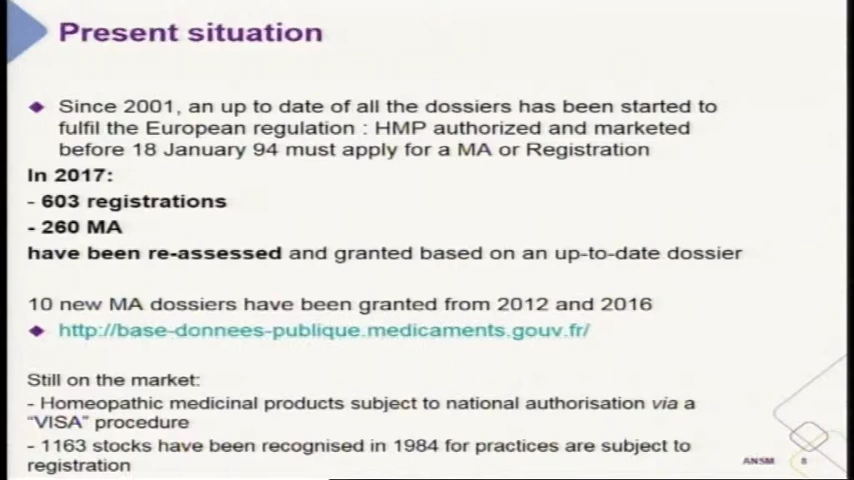 Present situation
Since 2001, an up to date of all the dossiers has been started to
fulfil the European regulation : HMP authorized and marketed
before 18 January 94 must apply for a MA or Registration
In 2017:
- 603 registrations
- 260 MA
have been re-assessed and granted based on an up-to-date dossier
10 new MA dossiers have been granted from 2012 and 2016
http://base-donnees-publique.medicaments.gouv.fr/
Still on the market:
- Homeopathic medicinal products subject to national authorisation via a
"VISA" procedure
- 1163 stocks have been recognised in 1984 for practices are subject to
registration
ANSM 8